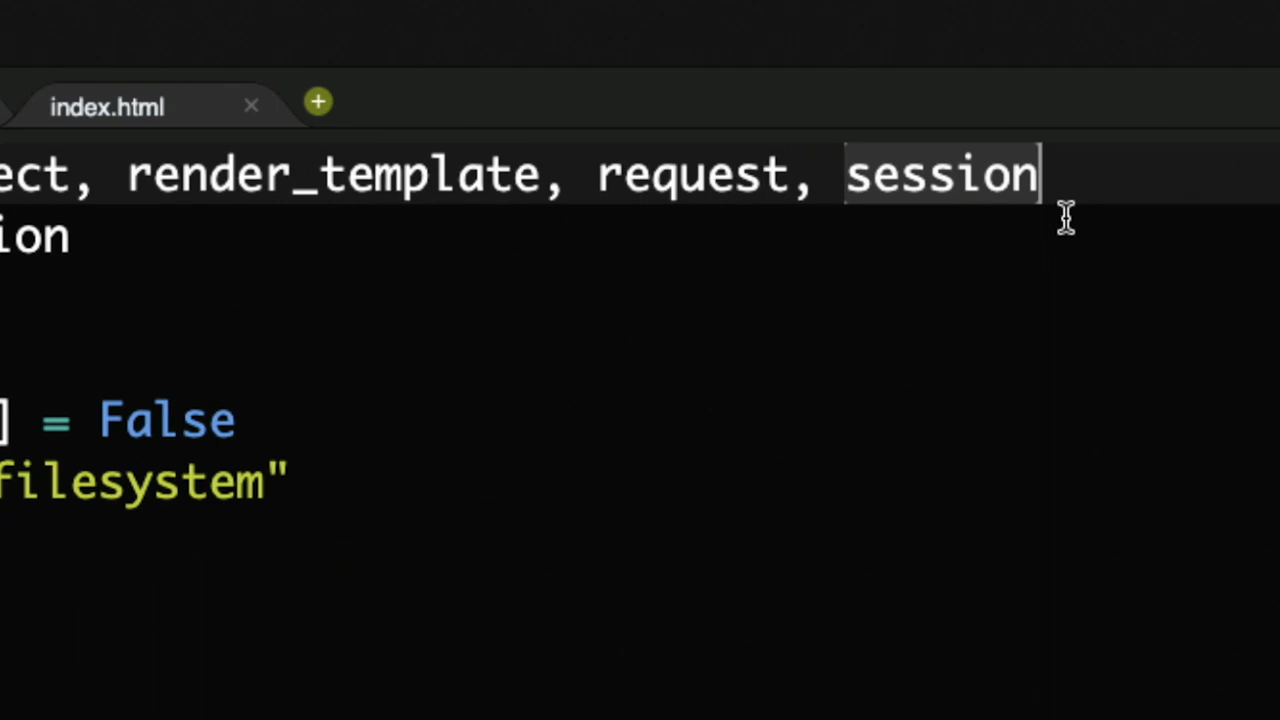 index.html
ect, render_template, request, session
ion
] = False
filesystem"